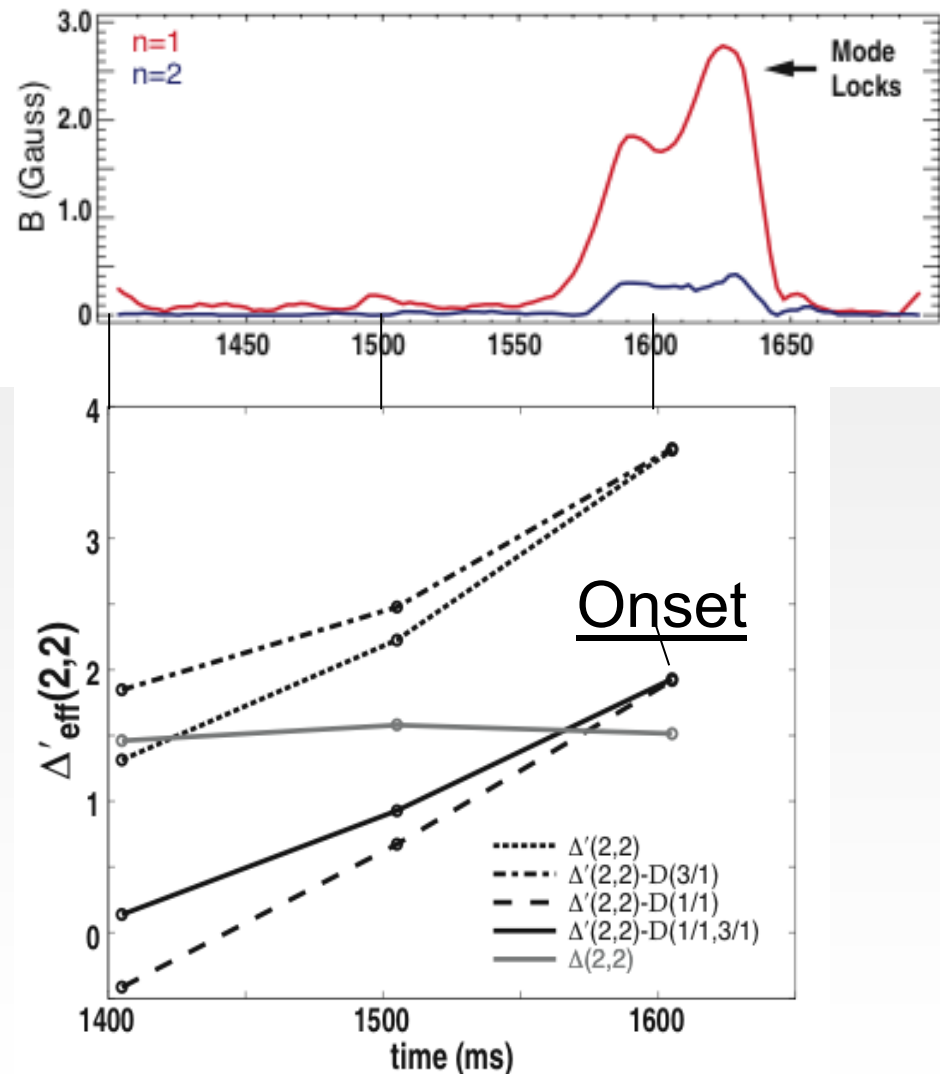 3.0
n=1
n=2
Mode
Locks
2.0
B (Gauss)
1.0
0
1450
1500
1550
1600
1650
4
3
Onset
Δ′eff(2,2)
2
1
Δ′(2,2)
Δ′(2,2)-D(3/1)
Δ′(2,2)-D(1/1)
0
Δ′(2,2)-D(1/1,3/1)
Δ(2,2)
1400
1500
1600
time (ms)